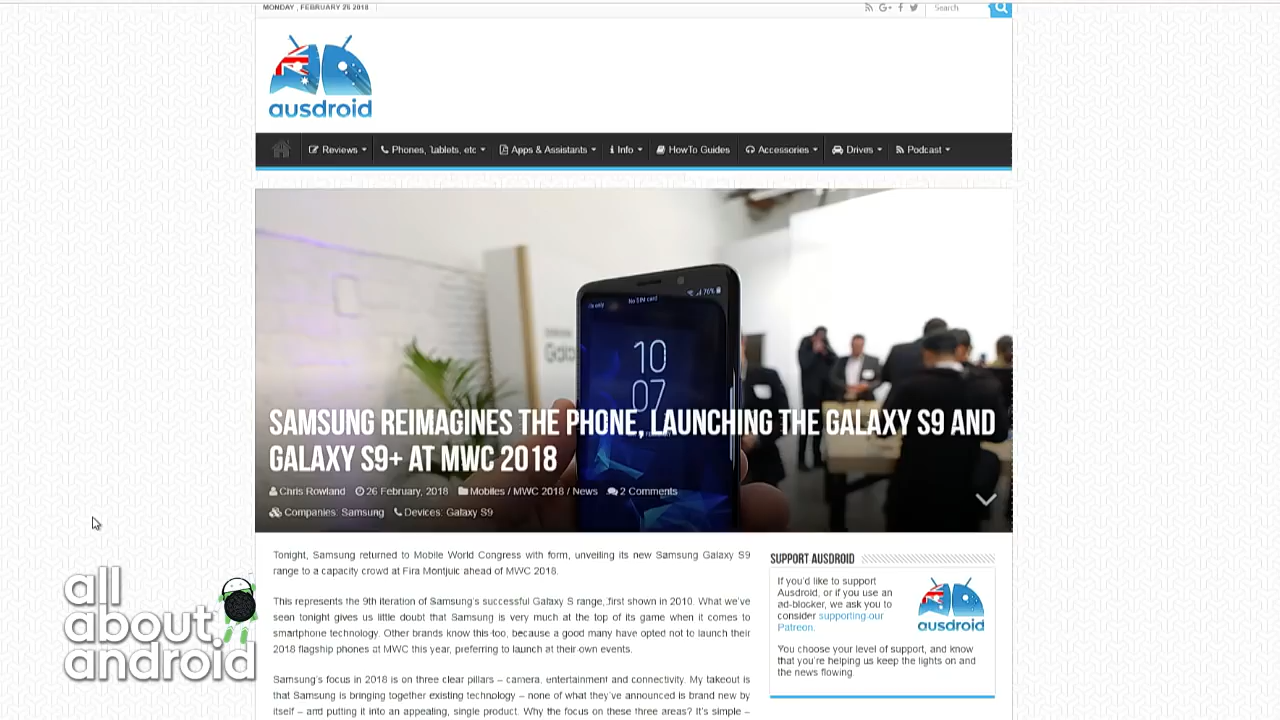 MONDAY , FEBRUARY 26 2018
Search
ausdroid
Reviews
Phones, Tablets, etc
Apps & Assistants
Info
HowTo Guides
Accessories
Drives
Podcast
No SIM card
76%
10
07
SAMSUNG REIMAGINES THE PHONE, LAUNCHING THE GALAXY S9 AND
GALAXY S9+ AT MWC 2018
Chris Rowland 26 February, 2018 Mobiles / MWC 2018 / News 2 Comments
Companies: Samsung Devices: Galaxy S9
Tonight, Samsung returned to Mobile World Congress with form, unveiling its new Samsung Galaxy S9
range to a capacity crowd at Fira Montjuic ahead of MWC 2018.
This represents the 9th iteration of Samsung's successful Galaxy S range, first shown in 2010. What we've
seen tonight gives us little doubt that Samsung is very much at the top of its game when it comes to
smartphone technology. Other brands know this too, because a good many have opted not to launch their
2018 flagship phones at MWC this year, preferring to launch at their own events.
Samsung's focus in 2018 is on three clear pillars – camera, entertainment and connectivity. My takeout is
that Samsung is bringing together existing technology – none of what they've announced is brand new by
itself – and putting it into an appealing, single product. Why the focus on these three areas? It's simple –
SUPPORT AUSDROID
If you'd like to support
Ausdroid, or if you use an
ad-blocker, we ask you to
consider supporting our
Patreon.
ausdroid
You choose your level of support, and know
that you're helping us keep the lights on and
the news flowing
all
about
android